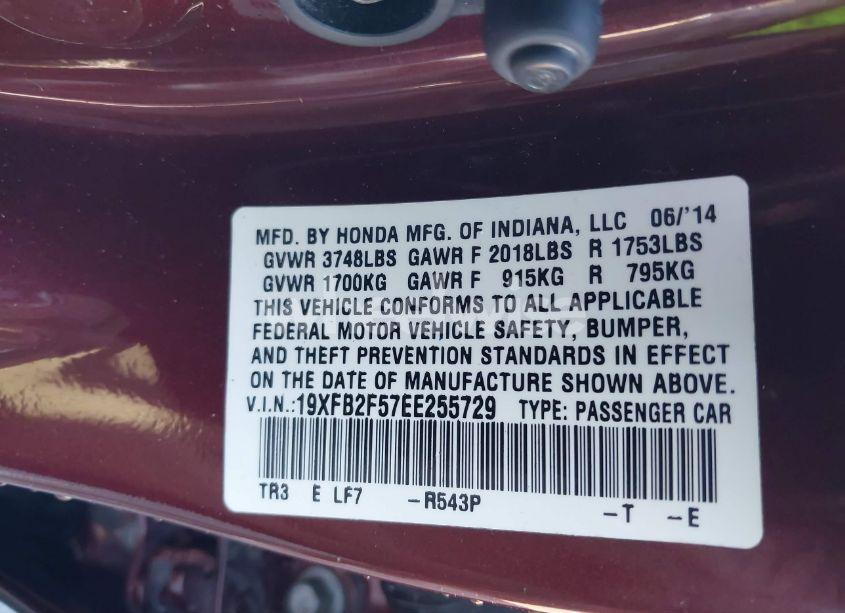 MFD. BY HONDA MFG. OF INDIANA, LLC 06/'14
GVWR 3748LBS GAWR F 2018LBS R 1753LBS
GVWR 1700KG GAWR F 915KG R 795KG
THIS VEHICLE CONFORMS TO ALL APPLICABLE
FEDERAL MOTOR VEHICLE SAFETY, BUMPER,
AND THEFT PREVENTION STANDARDS IN EFFECT
ON THE DATE OF MANUFACTURE SHOWN ABOVE.
V.I.N.:19XFB2F57EE255729 TYPE: PASSENGER CAR
TR3 E LF7 -R543P -T -E